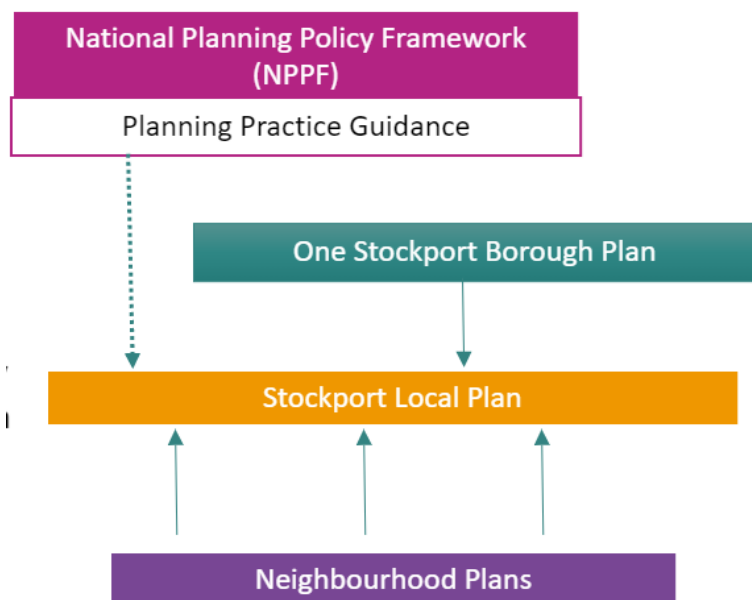 National Planning Policy Framework
(NPPF)
Planning Practice Guidance
One Stockport Borough Plan
Stockport Local Plan
Neighbourhood Plans